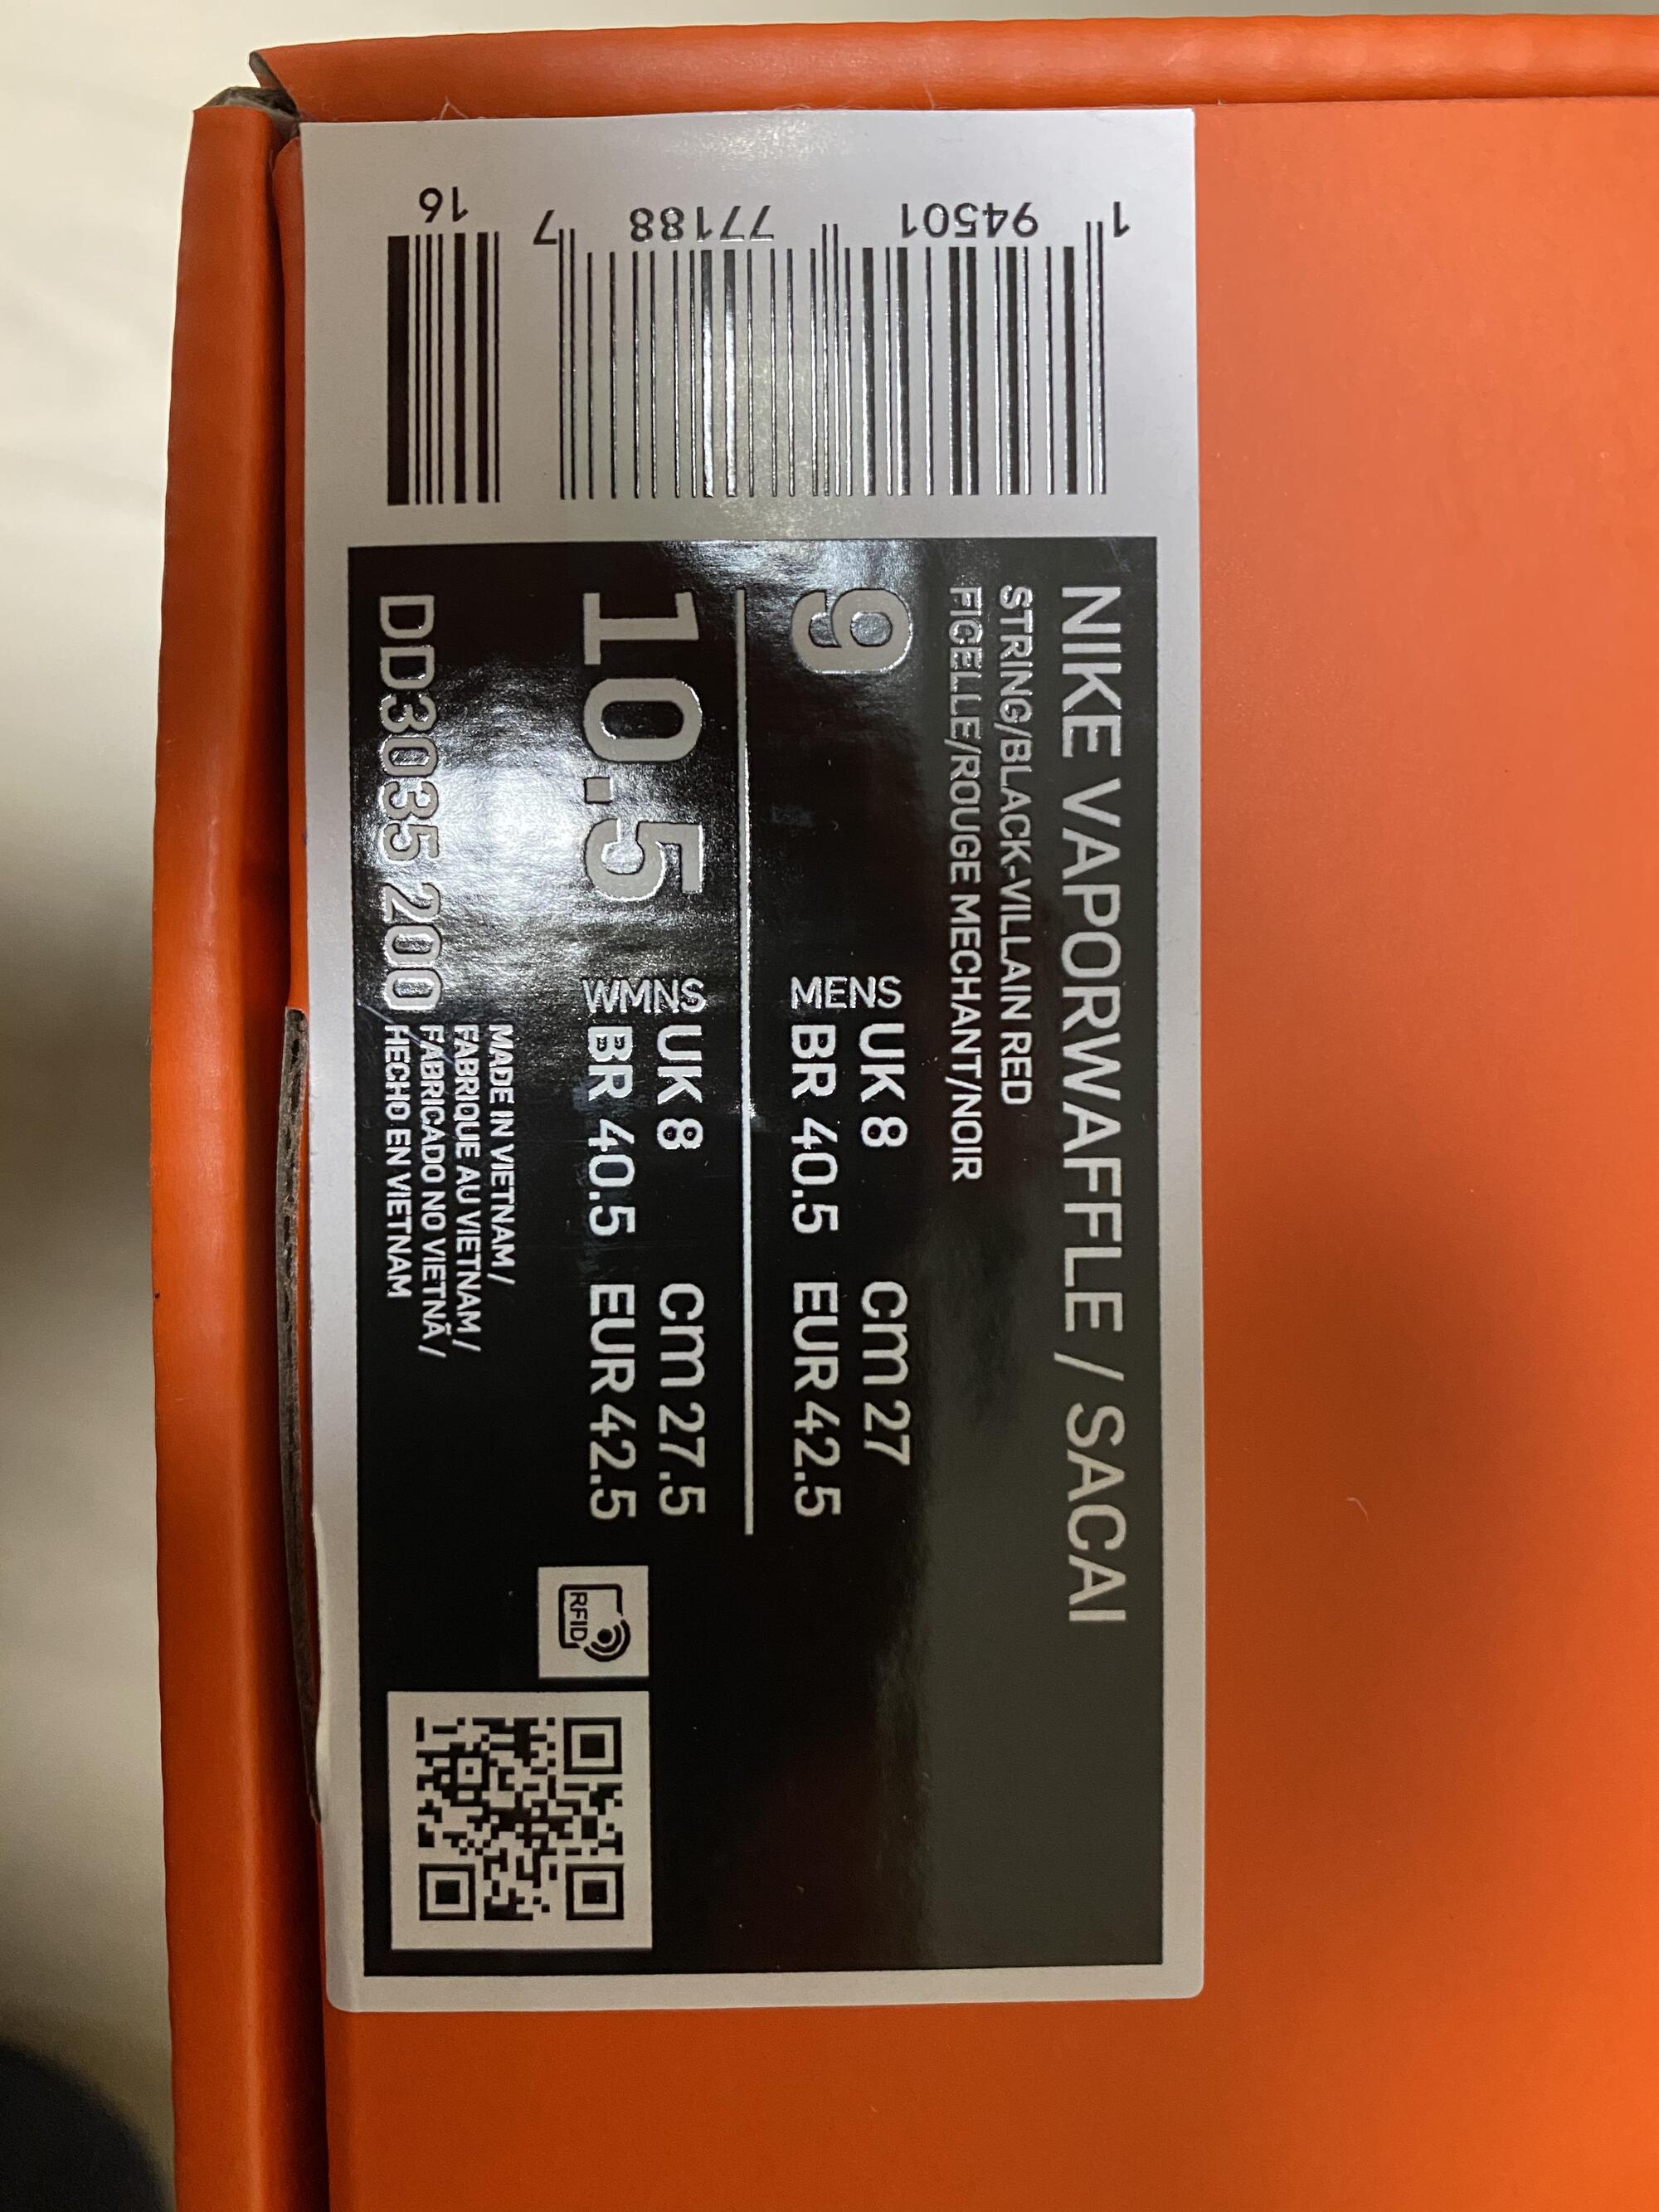 NIKE VAPORWAFFLE / SACAI
STRING/BLACK-VILLAIN RED
FICELLE/ROUGE MECHANT/NOIR
9 MENS UK 8 cm 27
BR 40.5 EUR 42.5
10.5 WMNS UK 8 cm 27.5
BR 40.5 EUR 42.5
DD3035 200
MADE IN VIETNAM /
FABRIQUE AU VIETNAM /
FABRICADO NO VIETNÃ /
HECHO EN VIETNAM
RFID
1 94501 77188 7 16